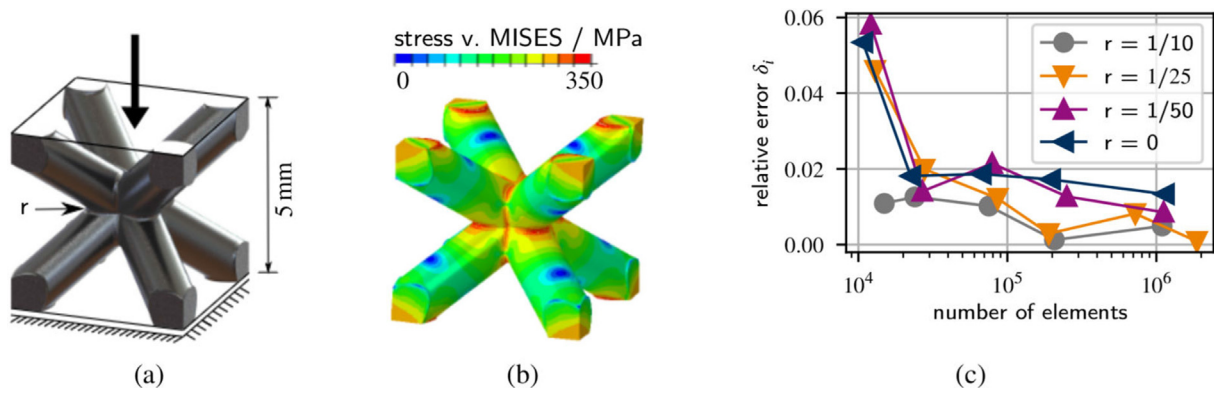 r
5 mm
(a)
stress v. MISES / MPa
0 350
(b)
relative error δi
0.06
0.04
0.02
0.00
r = 1/10
r = 1/25
r = 1/50
r = 0
10⁴ 10⁵ 10⁶
number of elements
(c)